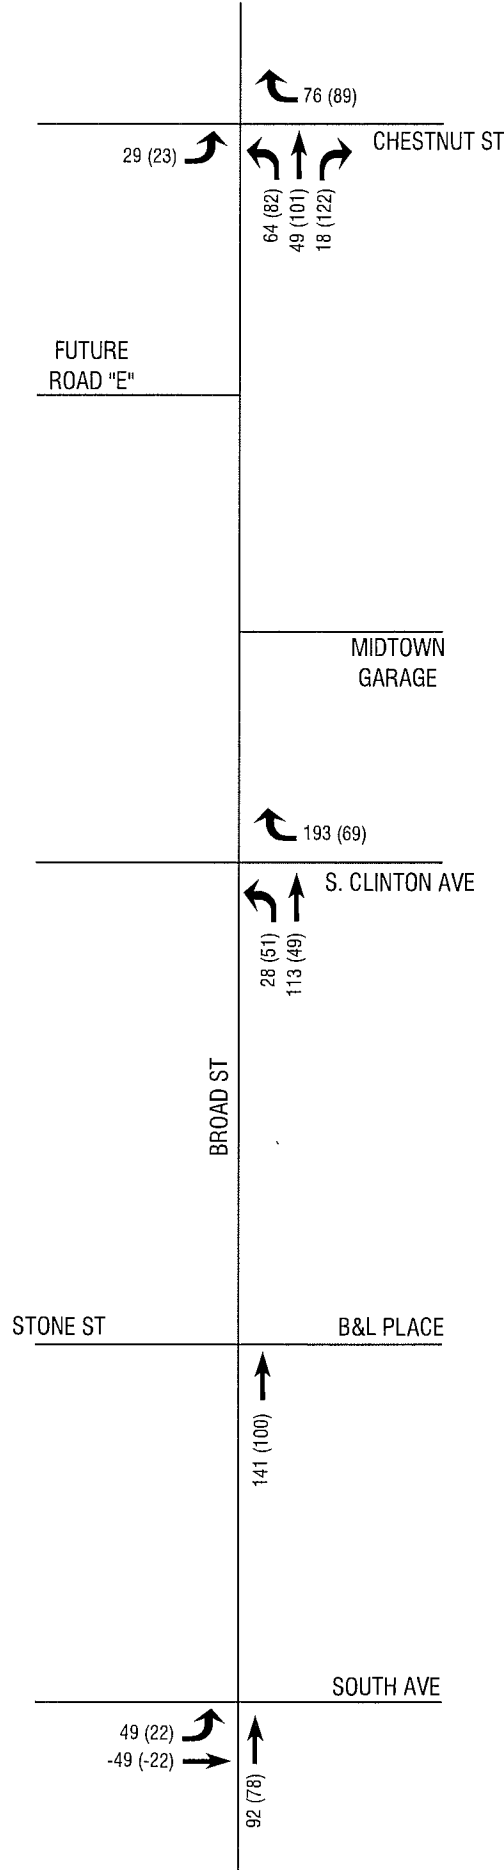 76 (89)
CHESTNUT ST
29 (23)
64 (82)
49 (101)
18 (122)
FUTURE
ROAD "E"
MIDTOWN
GARAGE
193 (69)
S. CLINTON AVE
28 (51)
113 (49)
BROAD ST
STONE ST
B&L PLACE
141 (100)
SOUTH AVE
49 (22)
-49 (-22)
92 (78)